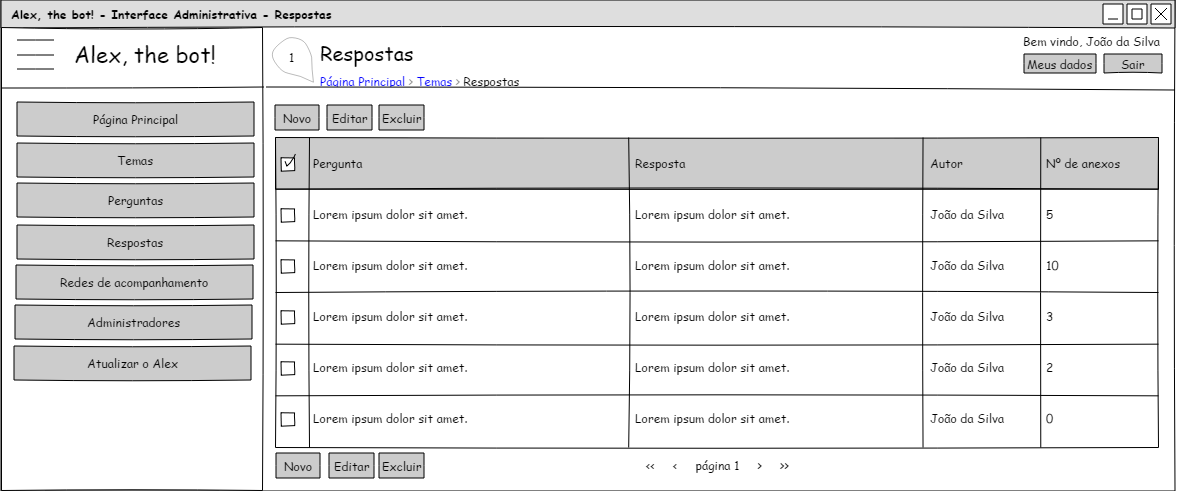 Alex, the bot! - Interface Administrativa - Respostas
Alex, the bot!
1
Respostas
Página Principal > Temas > Respostas
Bem vindo, João da Silva
Meus dados Sair
Página Principal
Temas
Perguntas
Respostas
Redes de acompanhamento
Administradores
Atualizar o Alex
Novo Editar Excluir
Pergunta Resposta Autor Nº de anexos
Lorem ipsum dolor sit amet. Lorem ipsum dolor sit amet. João da Silva 5
Lorem ipsum dolor sit amet. Lorem ipsum dolor sit amet. João da Silva 10
Lorem ipsum dolor sit amet. Lorem ipsum dolor sit amet. João da Silva 3
Lorem ipsum dolor sit amet. Lorem ipsum dolor sit amet. João da Silva 2
Lorem ipsum dolor sit amet. Lorem ipsum dolor sit amet. João da Silva 0
Novo Editar Excluir
<< < página 1 > >>